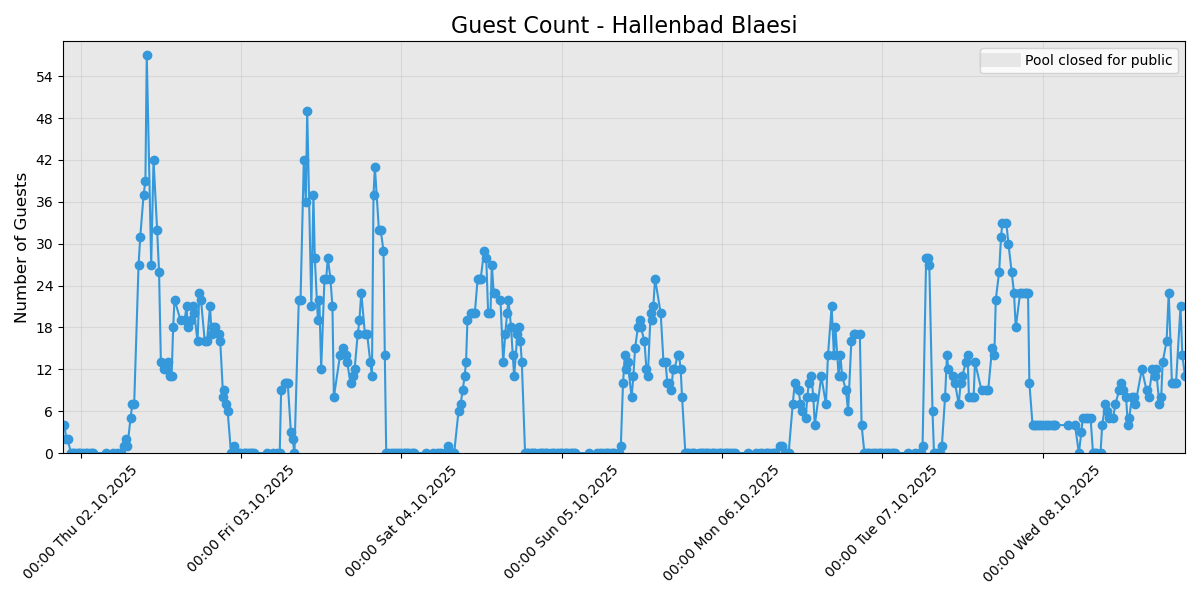 Guest Count - Hallenbad Blaesi
Pool closed for public
Number of Guests
54
48
42
36
30
24
18
12
6
0
00:00 Thu 02.10.2025
00:00 Fri 03.10.2025
00:00 Sat 04.10.2025
00:00 Sun 05.10.2025
00:00 Mon 06.10.2025
00:00 Tue 07.10.2025
00:00 Wed 08.10.2025